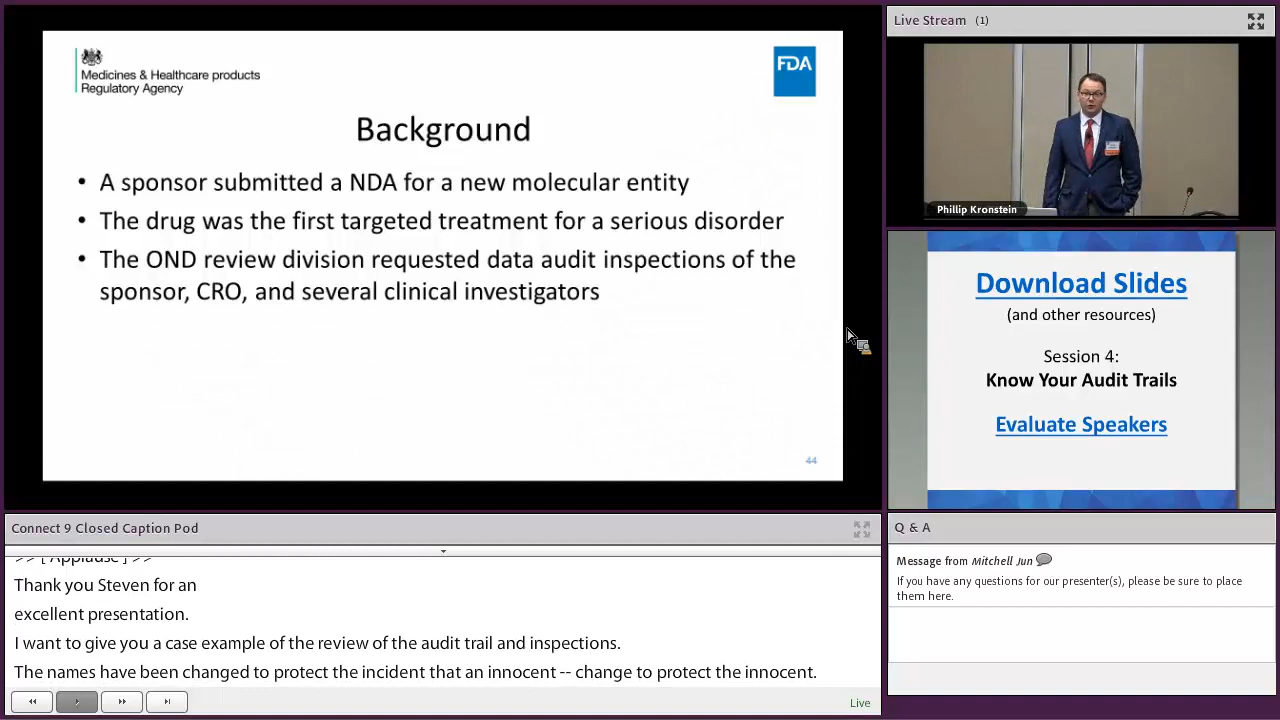 Medicines & Healthcare products
Regulatory Agency
FDA
Background
• A sponsor submitted a NDA for a new molecular entity
• The drug was the first targeted treatment for a serious disorder
• The OND review division requested data audit inspections of the
sponsor, CRO, and several clinical investigators
44
Live Stream (1)
Phillip Kronstein
Download Slides
(and other resources)
Session 4:
Know Your Audit Trails
Evaluate Speakers
Connect 9 Closed Caption Pod
>> [ Applause ] >>
Thank you Steven for an
excellent presentation.
I want to give you a case example of the review of the audit trail and inspections.
The names have been changed to protect the incident that an innocent -- change to protect the innocent.
Live
Q & A
Message from Mitchell Jun
If you have any questions for our presenter(s), please be sure to place
them here.